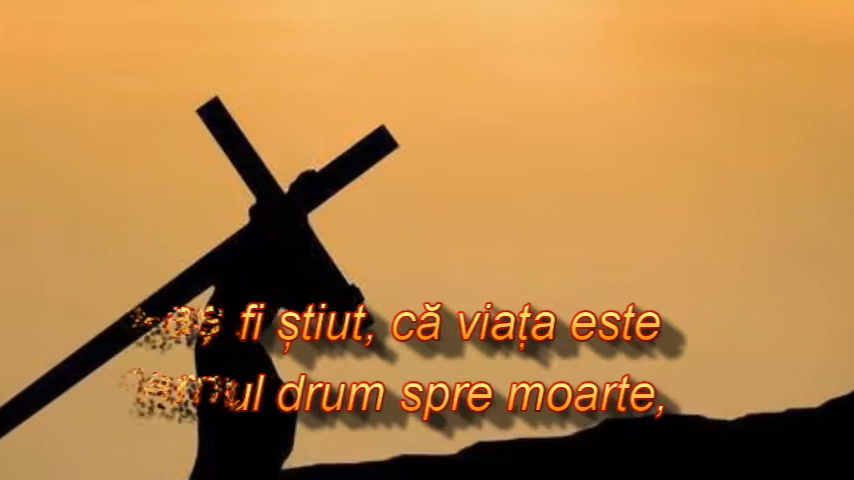 fi știut, că viața este
drum spre moarte,